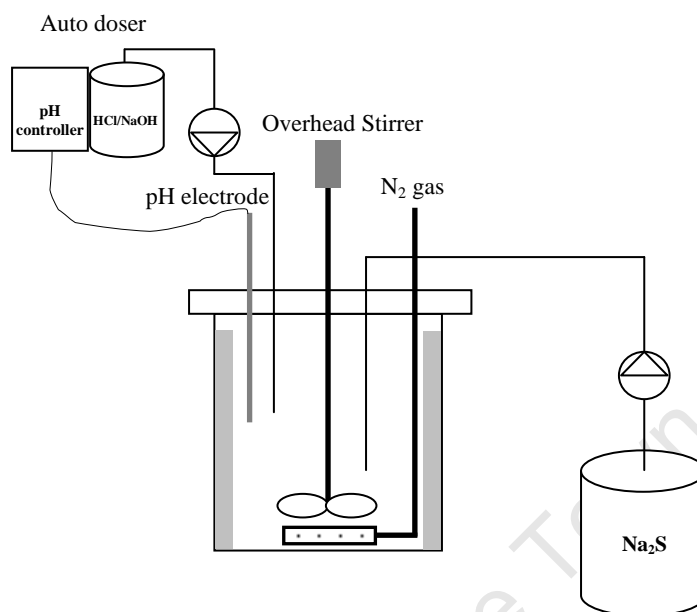 Auto doser
pH
controller
HCl/NaOH
Overhead Stirrer
N₂ gas
pH electrode
Na₂S